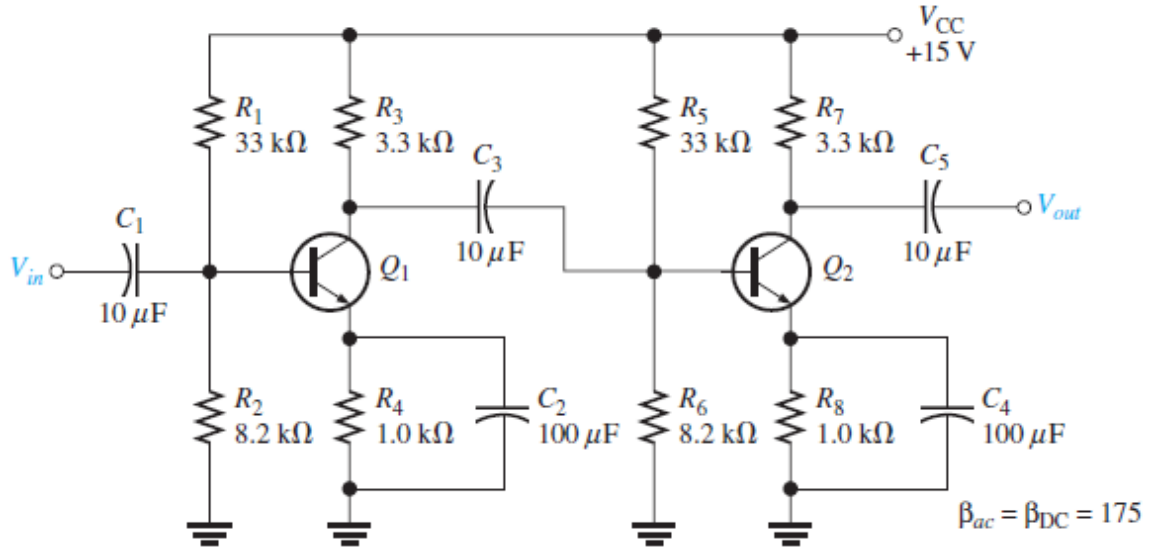 V_CC
+15 V
R_1
33 kΩ
R_3
3.3 kΩ
R_5
33 kΩ
R_7
3.3 kΩ
C_3
10 μF
C_5
10 μF
V_out
C_1
V_in
10 μF
Q_1
Q_2
R_2
8.2 kΩ
R_4
1.0 kΩ
C_2
100 μF
R_6
8.2 kΩ
R_8
1.0 kΩ
C_4
100 μF
β_ac = β_DC = 175